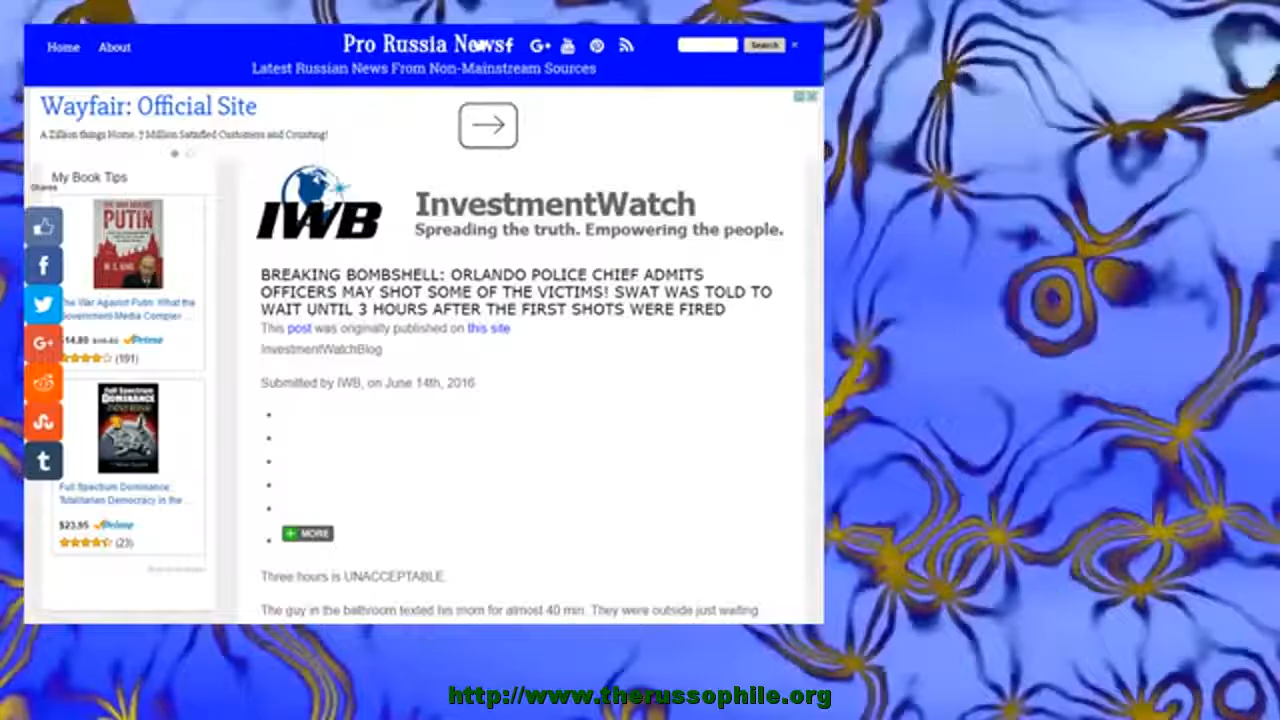 Home About
Pro Russia News
Latest Russian News From Non-Mainstream Sources
Search
Wayfair: Official Site
A Zillion things Home. 7 Million Satisfied Customers and Counting!
My Book Tips
Shares
IWB
InvestmentWatch
Spreading the truth. Empowering the people.
PUTIN
The War Against Putin: What the
Government-Media Complex ...
$14.80 Prime
(191)
Full Spectrum
DOMINANCE
Full Spectrum Dominance:
Totalitarian Democracy in the ...
$23.95 Prime
(23)
BREAKING BOMBSHELL: ORLANDO POLICE CHIEF ADMITS
OFFICERS MAY SHOT SOME OF THE VICTIMS! SWAT WAS TOLD TO
WAIT UNTIL 3 HOURS AFTER THE FIRST SHOTS WERE FIRED
This post was originally published on this site
InvestmentWatchBlog
Submitted by IWB, on June 14th, 2016
MORE
Three hours is UNACCEPTABLE.
The guy in the bathroom texted his mom for almost 40 min. They were outside just waiting
http://www.therussophile.org